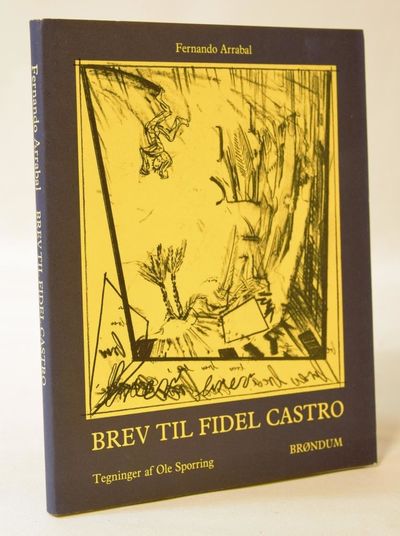 Fernando Arrabal
BREV TIL FIDEL CASTRO
Tegninger af Ole Sporring
BRØNDUM
Fernando Arrabal BREV TIL FIDEL CASTRO